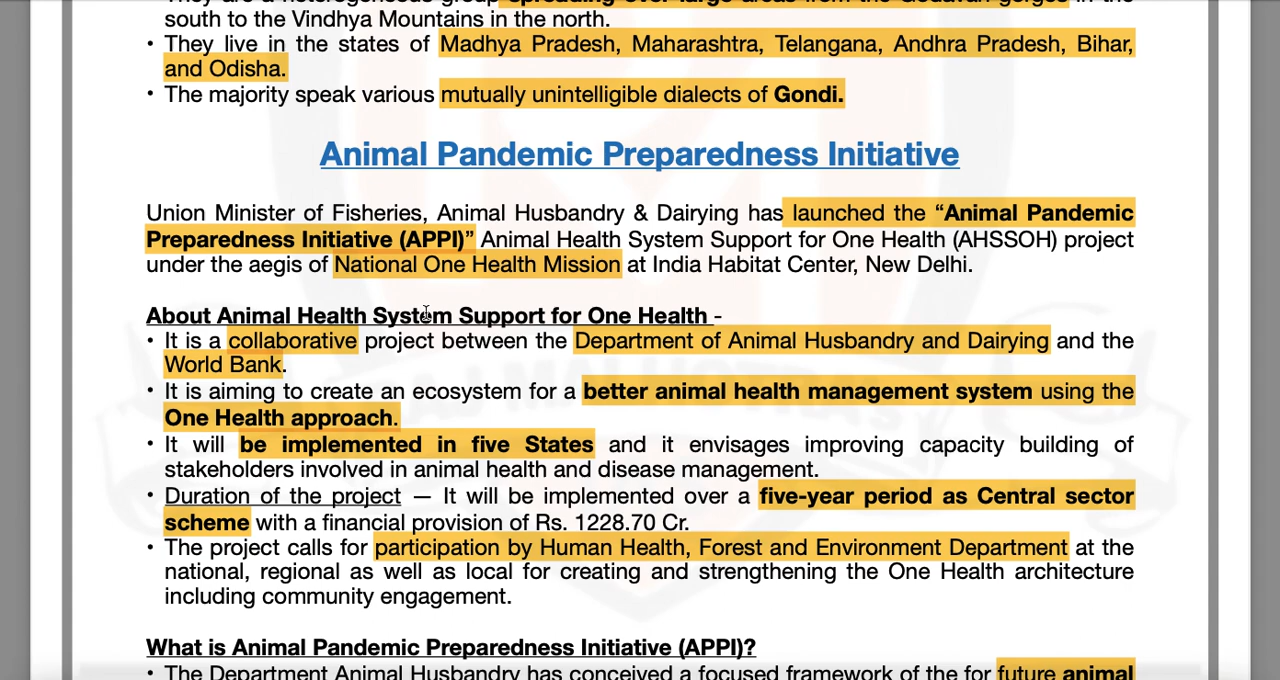 They are a heterogeneous group spreading over large areas from the Godavari gorges in the
south to the Vindhya Mountains in the north.
• They live in the states of Madhya Pradesh, Maharashtra, Telangana, Andhra Pradesh, Bihar,
and Odisha.
• The majority speak various mutually unintelligible dialects of Gondi.
Animal Pandemic Preparedness Initiative
Union Minister of Fisheries, Animal Husbandry & Dairying has launched the “Animal Pandemic
Preparedness Initiative (APPI)” Animal Health System Support for One Health (AHSSOH) project
under the aegis of National One Health Mission at India Habitat Center, New Delhi.
About Animal Health System Support for One Health -
• It is a collaborative project between the Department of Animal Husbandry and Dairying and the
World Bank.
• It is aiming to create an ecosystem for a better animal health management system using the
One Health approach.
• It will be implemented in five States and it envisages improving capacity building of
stakeholders involved in animal health and disease management.
• Duration of the project — It will be implemented over a five-year period as Central sector
scheme with a financial provision of Rs. 1228.70 Cr.
• The project calls for participation by Human Health, Forest and Environment Department at the
national, regional as well as local for creating and strengthening the One Health architecture
including community engagement.
What is Animal Pandemic Preparedness Initiative (APPI)?
• The Department Animal Husbandry has conceived a focused framework of the for future animal